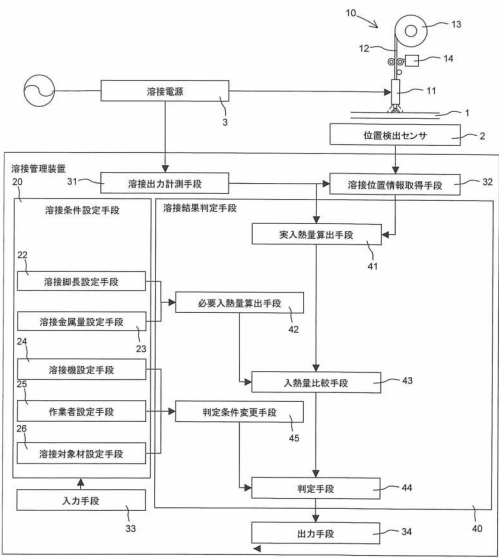 10
13
12
14
11
溶接電源
3
1
位置検出センサ
2
溶接管理装置
31
溶接出力計測手段
溶接位置情報取得手段
32
20
溶接条件設定手段
溶接結果判定手段
実入熱量算出手段
41
22
溶接脚長設定手段
必要入熱量算出手段
42
溶接金属量設定手段
23
24
溶接機設定手段
入熱量比較手段
43
25
作業者設定手段
判定条件変更手段
45
26
溶接対象材設定手段
判定手段
44
入力手段
33
40
出力手段
34